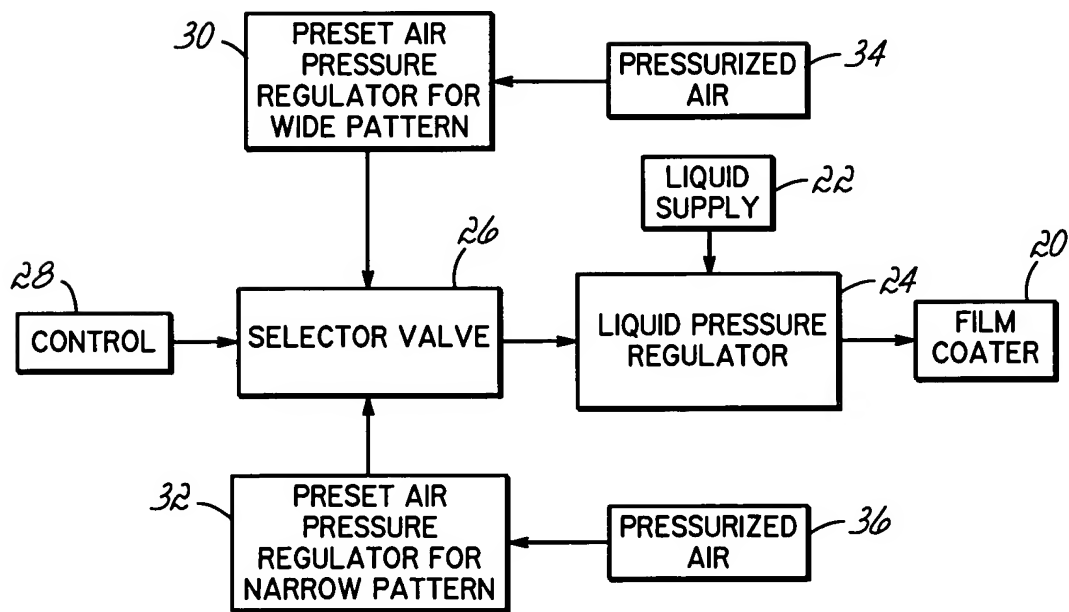 30
PRESET AIR
PRESSURE
REGULATOR FOR
WIDE PATTERN
PRESSURIZED
AIR
34
LIQUID
SUPPLY
22
28
CONTROL
26
SELECTOR VALVE
LIQUID PRESSURE
REGULATOR
24
20
FILM
COATER
32
PRESET AIR
PRESSURE
REGULATOR FOR
NARROW PATTERN
PRESSURIZED
AIR
36